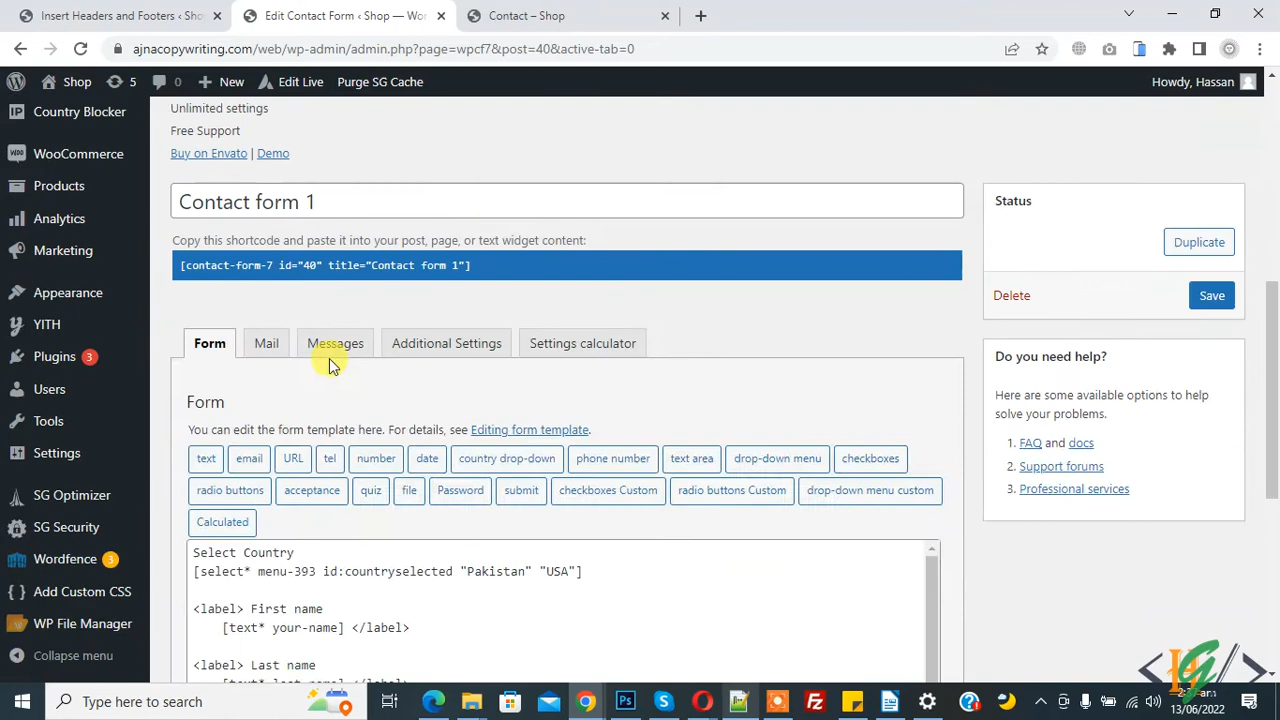 Insert Headers and Footers ‹ Shop
Edit Contact Form ‹ Shop — Wor
Contact – Shop
ajnacopywriting.com/web/wp-admin/admin.php?page=wpcf7&post=40&active-tab=0
Shop
5
0
New
Edit Live
Purge SG Cache
Howdy, Hassan
Country Blocker
WooCommerce
Products
Analytics
Marketing
Appearance
YITH
Plugins 3
Users
Tools
Settings
SG Optimizer
SG Security
Wordfence 3
Add Custom CSS
WP File Manager
Collapse menu
Unlimited settings
Free Support
Buy on Envato | Demo
Contact form 1
Copy this shortcode and paste it into your post, page, or text widget content:
[contact-form-7 id="40" title="Contact form 1"]
Form
Mail
Messages
Additional Settings
Settings calculator
Form
You can edit the form template here. For details, see Editing form template.
text
email
URL
tel
number
date
country drop-down
phone number
text area
drop-down menu
checkboxes
radio buttons
acceptance
quiz
file
Password
submit
checkboxes Custom
radio buttons Custom
drop-down menu custom
Calculated
Select Country
[select* menu-393 id:countryselected "Pakistan" "USA"]
<label> First name
[text* your-name] </label>
<label> Last name
Status
Duplicate
Delete
Save
Do you need help?
Here are some available options to help
solve your problems.
1. FAQ and docs
2. Support forums
3. Professional services
Type here to search
13/06/2022